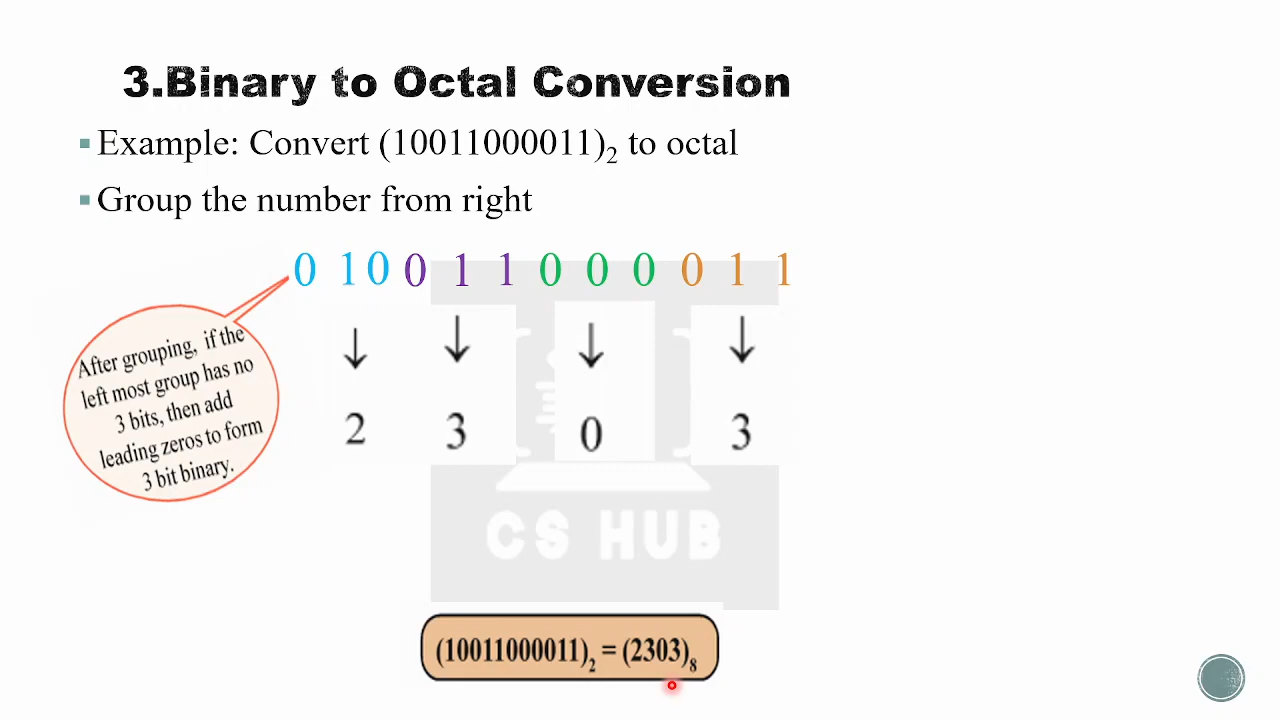 3.Binary to Octal Conversion
Example: Convert (10011000011)₂ to octal
Group the number from right
0 1 0 0 1 1 0 0 0 0 1 1
After grouping, if the
left most group has no
3 bits, then add
leading zeros to form
3 bit binary.
↓ ↓ ↓ ↓
2 3 0 3
CS HUB
(10011000011)₂ = (2303)₈